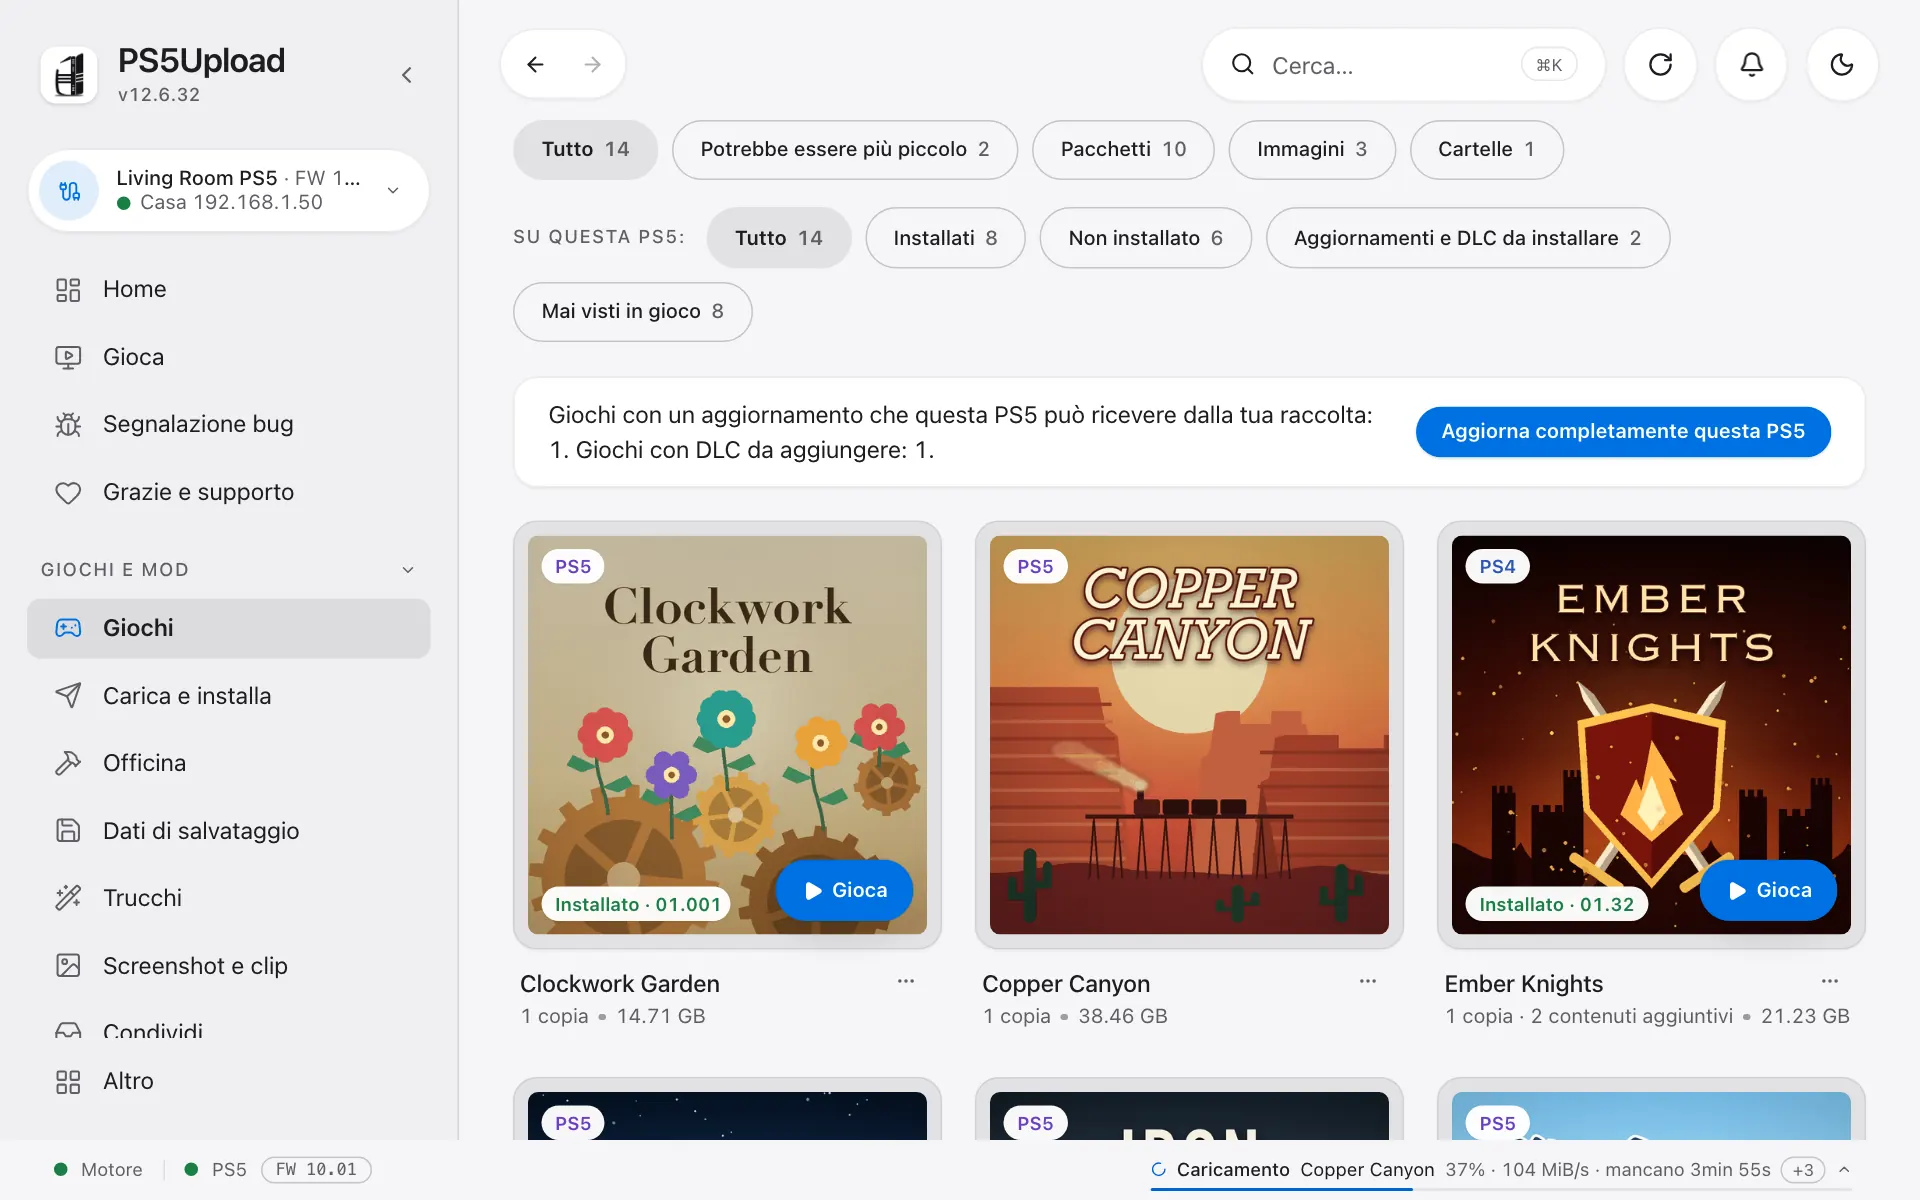 PS5Upload
v12.6.32
Living Room PS5 · FW 1...
Casa 192.168.1.50
Home
Gioca
Segnalazione bug
Grazie e supporto
GIOCHI E MOD
Giochi
Carica e installa
Officina
Dati di salvataggio
Trucchi
Screenshot e clip
Condividi
Altro
Cerca...
⌘K
Tutto 14
Potrebbe essere più piccolo 2
Pacchetti 10
Immagini 3
Cartelle 1
SU QUESTA PS5:
Tutto 14
Installati 8
Non installato 6
Aggiornamenti e DLC da installare 2
Mai visti in gioco 8
Giochi con un aggiornamento che questa PS5 può ricevere dalla tua raccolta:
1. Giochi con DLC da aggiungere: 1.
Aggiorna completamente questa PS5
PS5
Clockwork
Garden
Installato · 01.001
Gioca
Clockwork Garden
1 copia • 14.71 GB
PS5
COPPER
CANYON
Copper Canyon
1 copia • 38.46 GB
PS4
EMBER
KNIGHTS
Installato · 01.32
Gioca
Ember Knights
1 copia · 2 contenuti aggiuntivi • 21.23 GB
PS5
PS5
IRON
PS5
Motore
PS5
FW 10.01
Caricamento Copper Canyon 37% · 104 MiB/s · mancano 3min 55s
+3